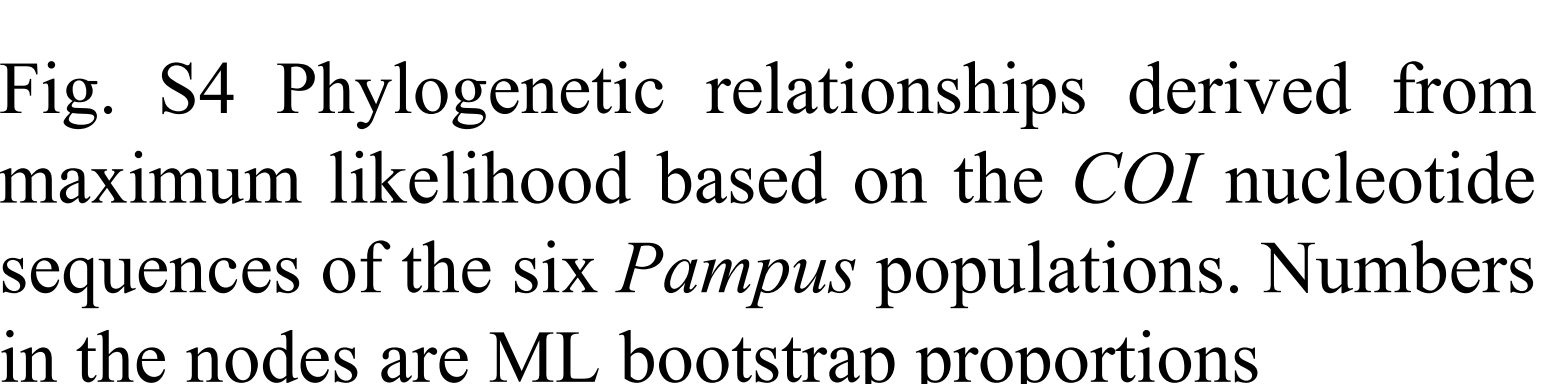 Fig. S4 Phylogenetic relationships derived from
maximum likelihood based on the COI nucleotide
sequences of the six Pampus populations. Numbers
in the nodes are ML bootstrap proportions